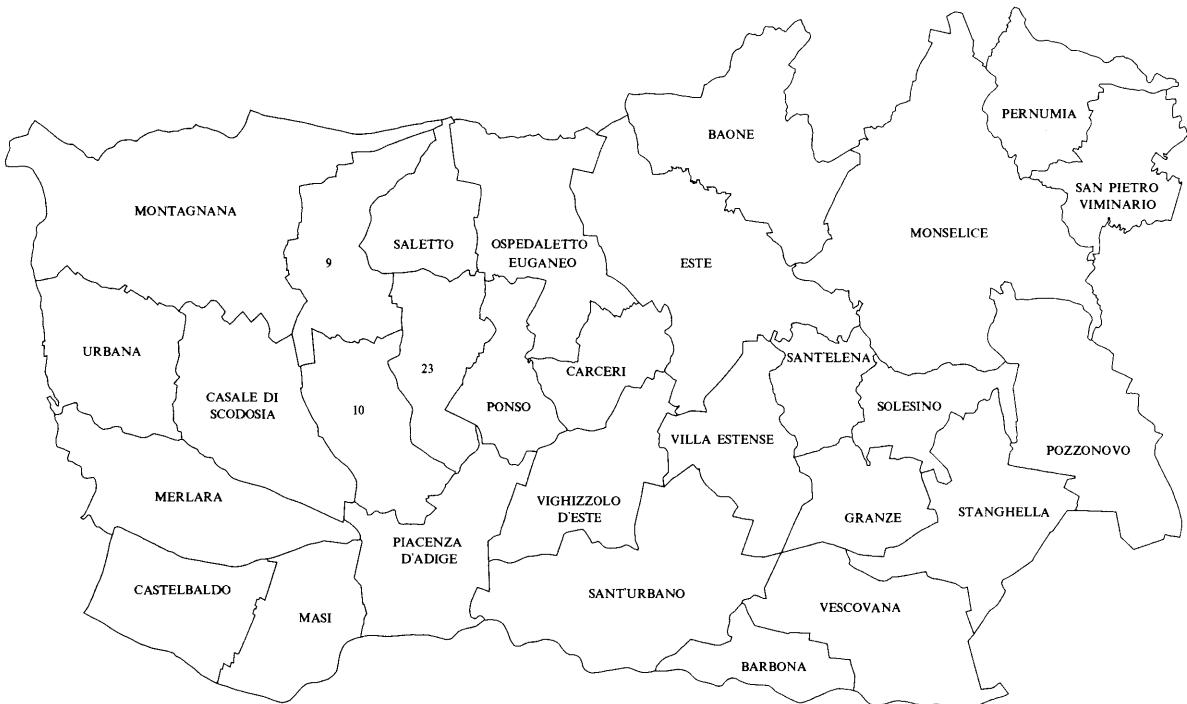 PERNUMIA
BAONE
SAN PIETRO
VIMINARIO
MONTAGNANA
MONSELICE
SALETTO
OSPEDALETTO
EUGANEO
9
ESTE
URBANA
SANT'ELENA
23
CARCERI
CASALE DI
SCODOSIA
10
PONSO
SOLESINO
VILLA ESTENSE
POZZONOVO
MERLARA
VIGHIZZOLO
D'ESTE
GRANZE
STANGHELLA
PIACENZA
D'ADIGE
CASTELBALDO
SANT'URBANO
VESCOVANA
MASI
BARBONA